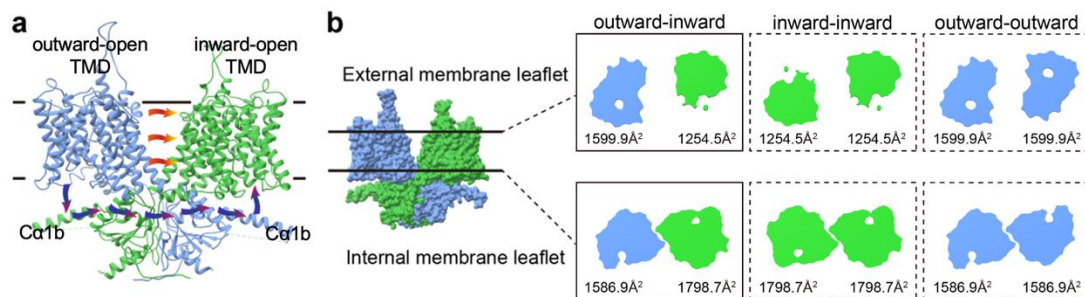 a
outward-open
TMD
inward-open
TMD
Cα1b
Cα1b
b
External membrane leaflet
Internal membrane leaflet
outward-inward
inward-inward
outward-outward
1599.9Å²
1254.5Å²
1254.5Å²
1254.5Å²
1599.9Å²
1599.9Å²
1586.9Å²
1798.7Å²
1798.7Å²
1798.7Å²
1586.9Å²
1586.9Å²